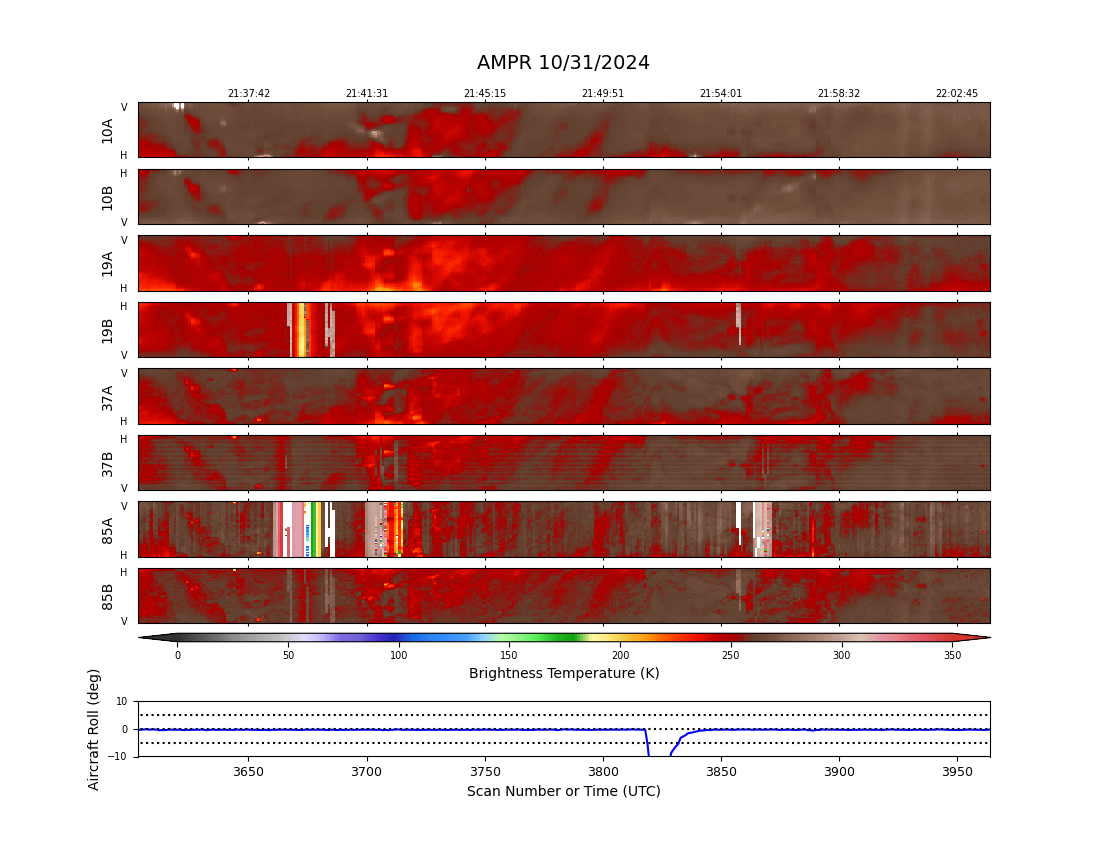 AMPR 10/31/2024
21:37:42 21:41:31 21:45:15 21:49:51 21:54:01 21:58:32 22:02:45
V
10A
H
H
10B
V
V
19A
H
H
19B
V
V
37A
H
H
37B
V
V
85A
H
H
85B
V
0 50 100 150 200 250 300 350
Brightness Temperature (K)
Aircraft Roll (deg)
10
0
−10
3650 3700 3750 3800 3850 3900 3950
Scan Number or Time (UTC)